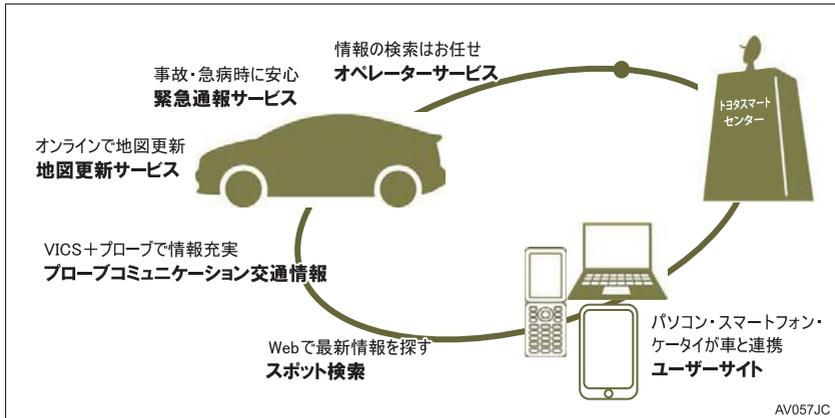 情報の検索はお任せ
オペレーターサービス
事故・急病時に安心
緊急通報サービス
オンラインで地図更新
地図更新サービス
トヨタスマート
センター
VICS+プローブで情報充実
プローブコミュニケーション交通情報
Webで最新情報を探す
スポット検索
パソコン・スマートフォン・
ケータイが車と連携
ユーザーサイト
AV057JC